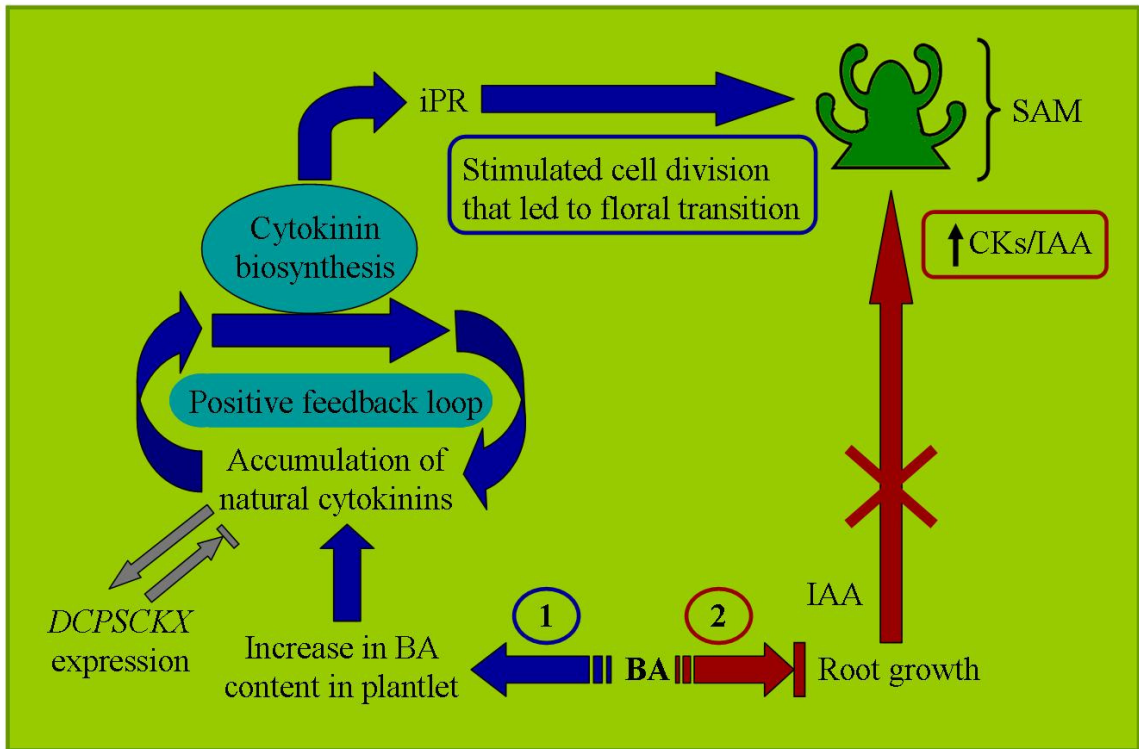 iPR
SAM
Stimulated cell division
that led to floral transition
CKs/IAA
Cytokinin
biosynthesis
Positive feedback loop
Accumulation of
natural cytokinins
DCPSCKX
expression
Increase in BA
content in plantlet
1
BA
2
IAA
Root growth